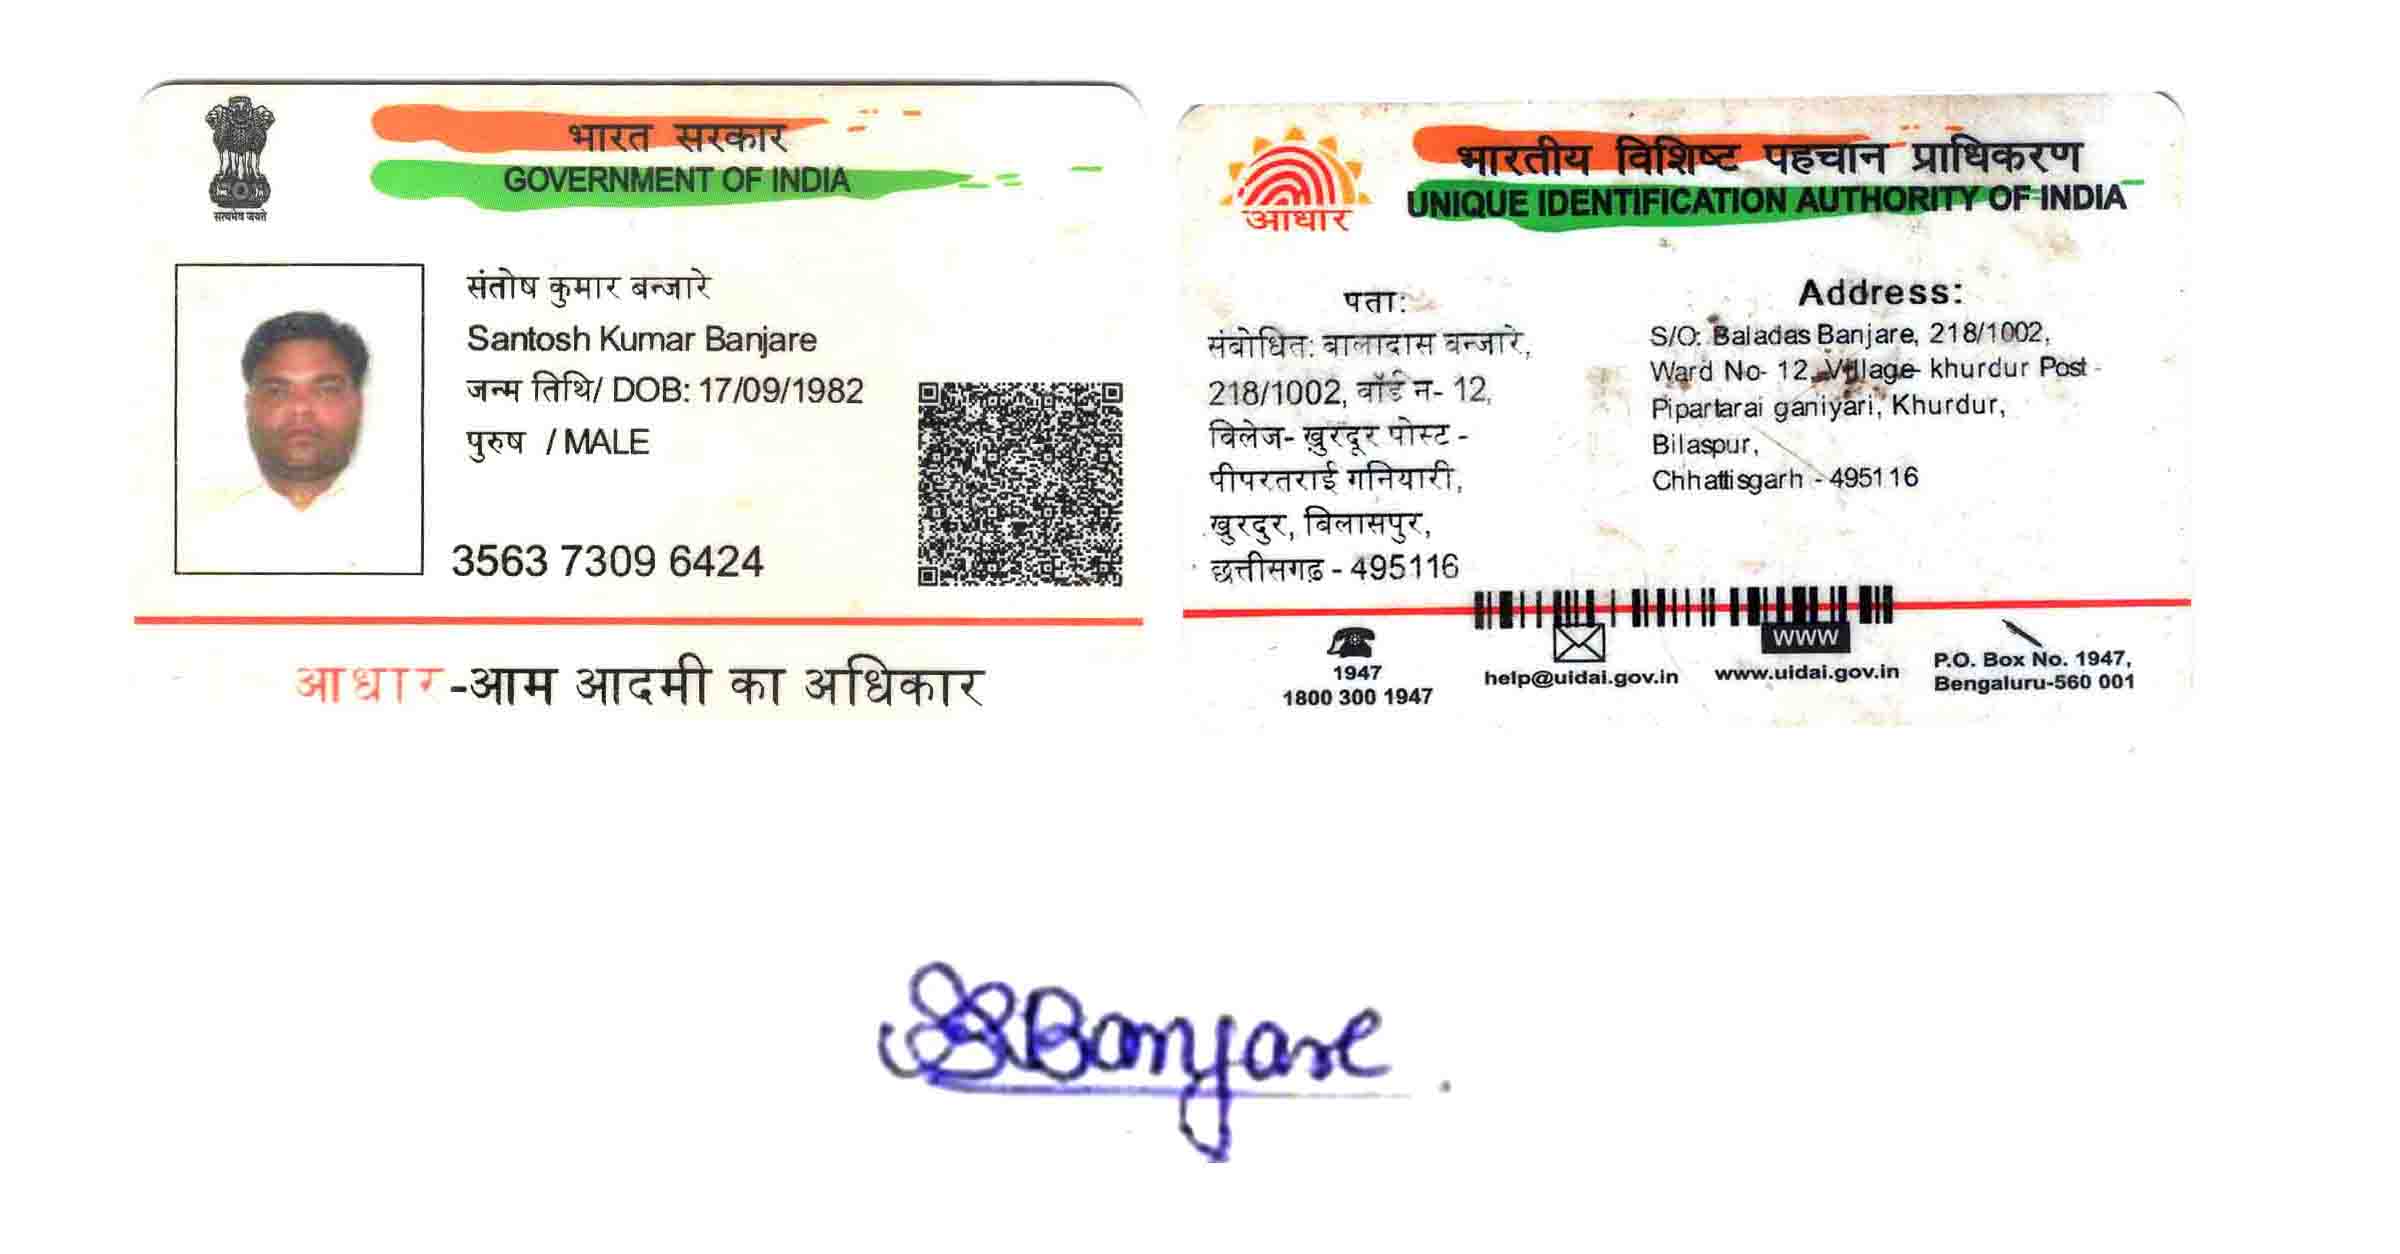 भारत सरकार
GOVERNMENT OF INDIA
सत्यमेव जयते
संतोष कुमार बन्जारे
Santosh Kumar Banjare
जन्म तिथि/ DOB: 17/09/1982
पुरुष / MALE
3563 7309 6424
आधार-आम आदमी का अधिकार
भारतीय विशिष्ट पहचान प्राधिकरण
UNIQUE IDENTIFICATION AUTHORITY OF INDIA
आधार
पता:
संबोधित: बालादास बन्जारे,
218/1002, वॉर्ड न- 12,
विलेज- खुरदूर पोस्ट -
पीपरतराई गनियारी,
खुरदुर, बिलासपुर,
छत्तीसगढ़ - 495116
Address:
S/O: Baladas Banjare, 218/1002,
Ward No- 12, Village- khurdur Post -
Pipartarai ganiyari, Khurdur,
Bilaspur,
Chhattisgarh - 495116
1947
1800 300 1947
help@uidai.gov.in
www
www.uidai.gov.in
P.O. Box No. 1947,
Bengaluru-560 001
Banjare